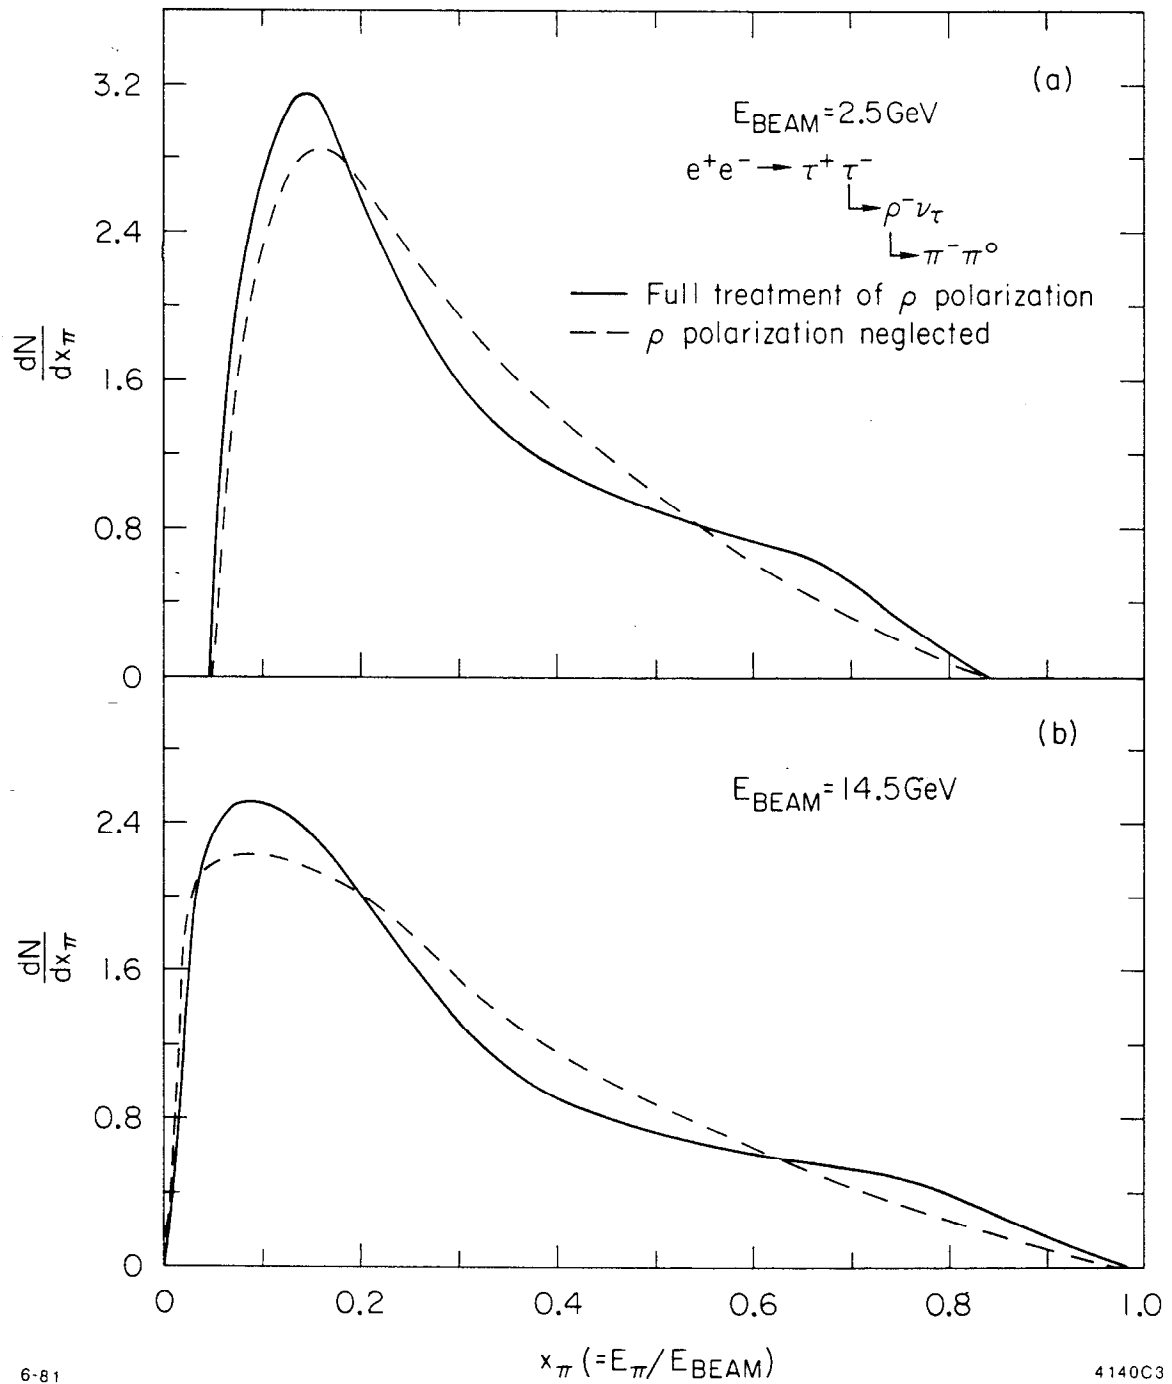 (a)
3.2
E_BEAM = 2.5 GeV
e⁺e⁻ → τ⁺ τ⁻
↳ ρ⁻ν_τ
↳ π⁻π⁰
2.4
— Full treatment of ρ polarization
– – ρ polarization neglected
dN/dx_π
1.6
0.8
0
(b)
E_BEAM = 14.5 GeV
2.4
dN/dx_π
1.6
0.8
0
0 0.2 0.4 0.6 0.8 1.0
x_π (=E_π/E_BEAM)
6-81 4140C3